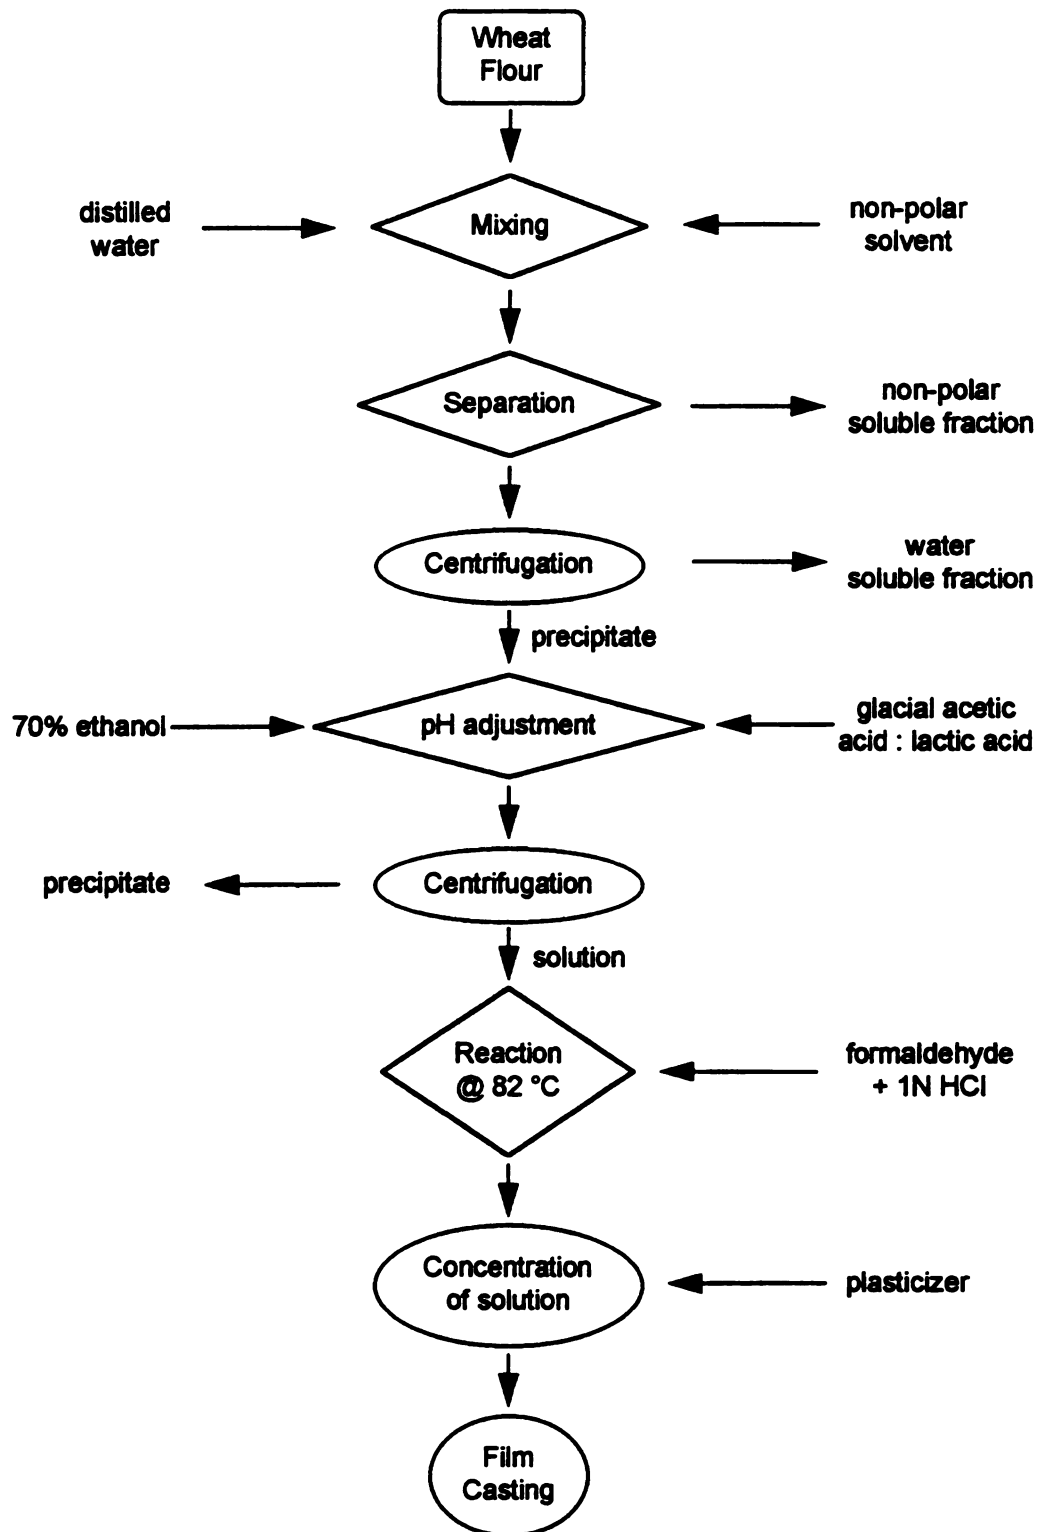 Wheat
Flour
distilled
water
Mixing
non-polar
solvent
Separation
non-polar
soluble fraction
Centrifugation
water
soluble fraction
precipitate
70% ethanol
pH adjustment
glacial acetic
acid : lactic acid
precipitate
Centrifugation
solution
Reaction
@ 82 °C
formaldehyde
+ 1N HCl
Concentration
of solution
plasticizer
Film
Casting